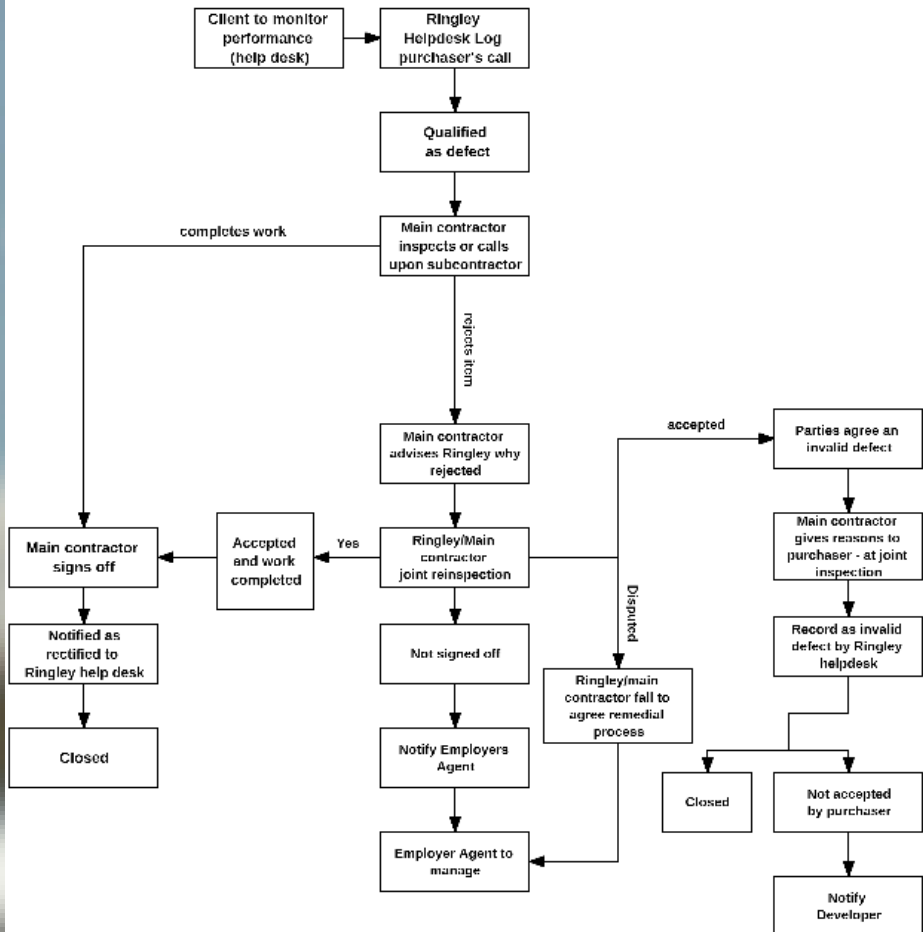 Client to monitor
performance
(help desk)
Ringley
Helpdesk Log
purchaser's call
Qualified
as defect
Main contractor
inspects or calls
upon subcontractor
completes work
rejects item
Main contractor
advises Ringley why
rejected
accepted
Parties agree an
invalid defect
Main contractor
signs off
Accepted
and work
completed
Yes
Ringley/Main
contractor
joint reinspection
Main contractor
gives reasons to
purchaser - at joint
inspection
Disputed
Notified as
rectified to
Ringley help desk
Not signed off
Record as invalid
defect by Ringley
helpdesk
Ringley/main
contractor fall to
agree remedial
process
Closed
Notify Employers
Agent
Closed
Not accepted
by purchaser
Employer Agent to
manage
Notify
Developer